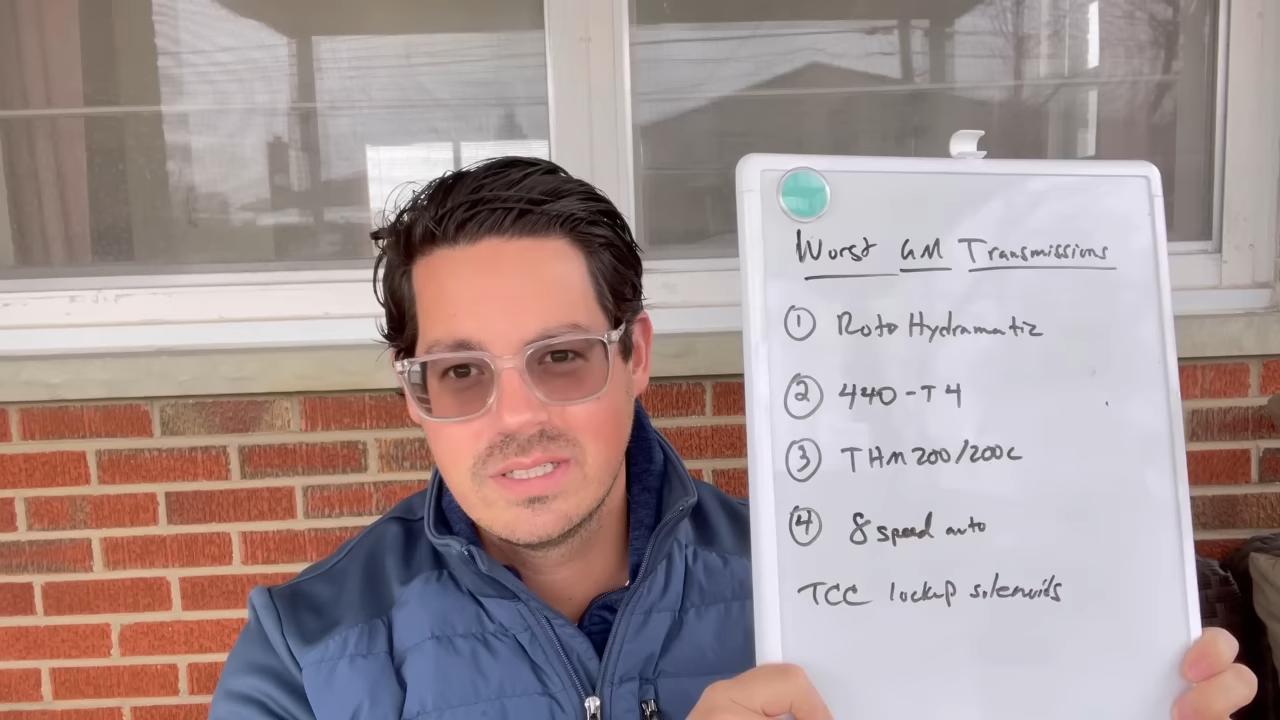 Worst GM Transmissions
① Roto Hydramatic
② 440-T4
③ THM200/200c
④ 8 speed auto
TCC lockup solenoids